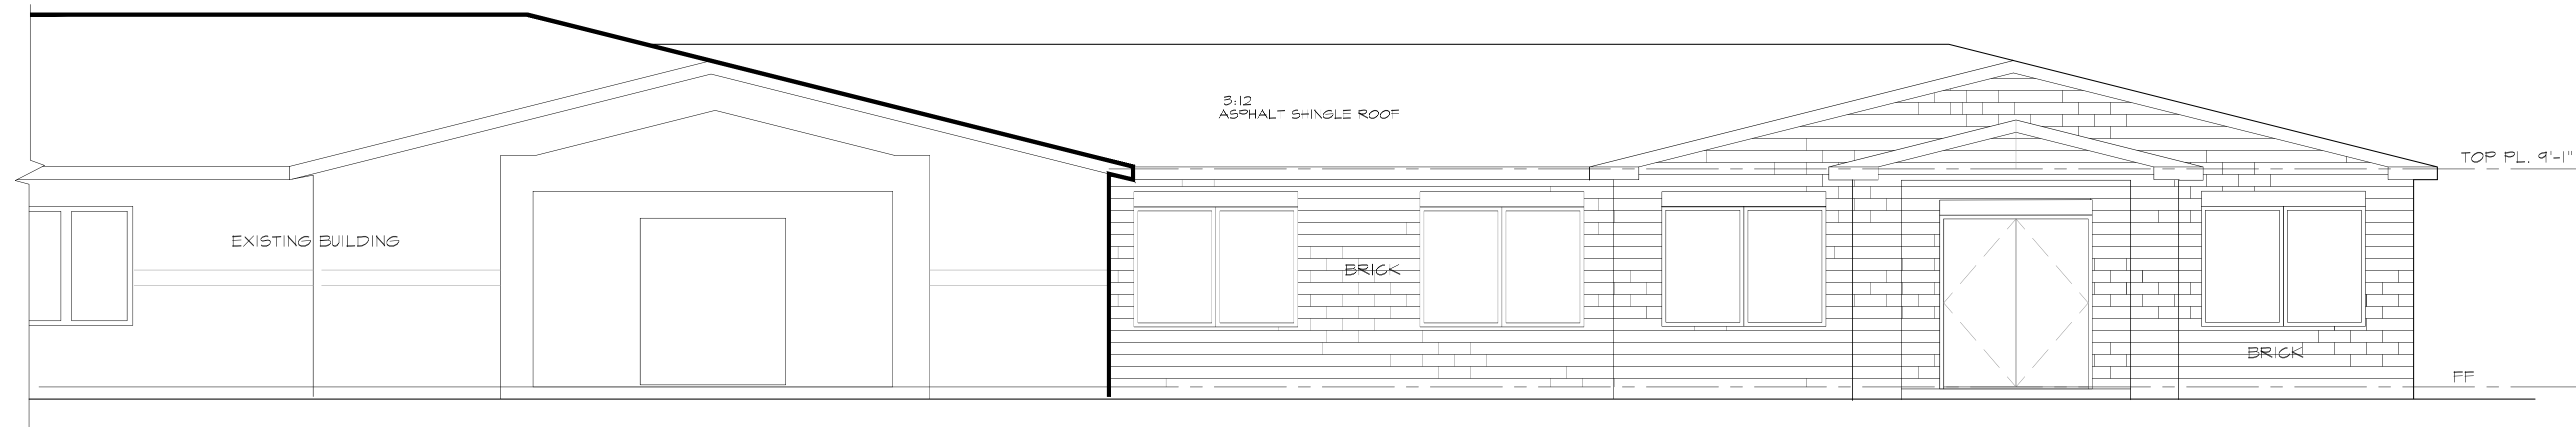 3:12
ASPHALT SHINGLE ROOF
TOP PL. 9'-1"
EXISTING BUILDING
BRICK
BRICK
FF